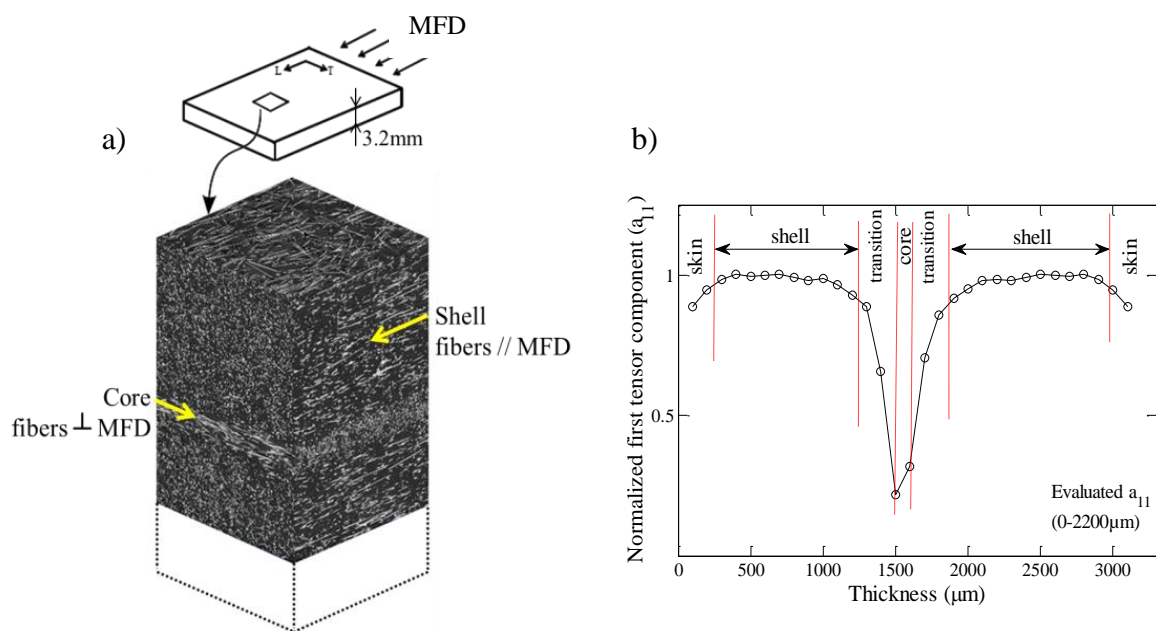 MFD
L
T
3.2mm
a)
Shell
fibers // MFD
Core
fibers ⊥ MFD
b)
Normalized first tensor component (a11)
1
0.5
skin
shell
transition
core
transition
shell
skin
Evaluated a11
(0-2200μm)
0 500 1000 1500 2000 2500 3000
Thickness (μm)